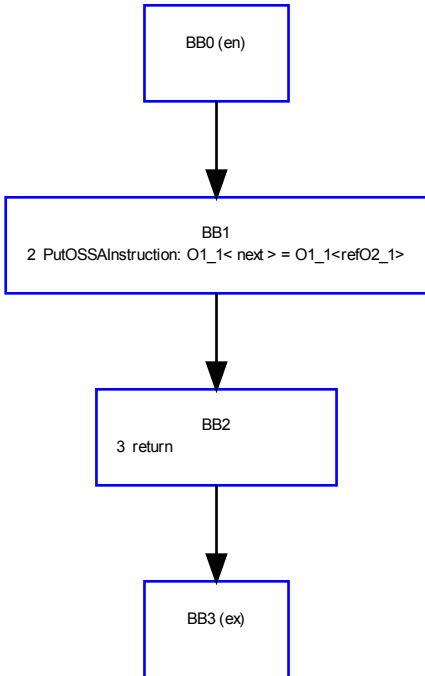 BB0 (en)
BB1
2 PutOSSAInstruction: O1_1< next > = O1_1<refO2_1>
BB2
3 return
BB3 (ex)